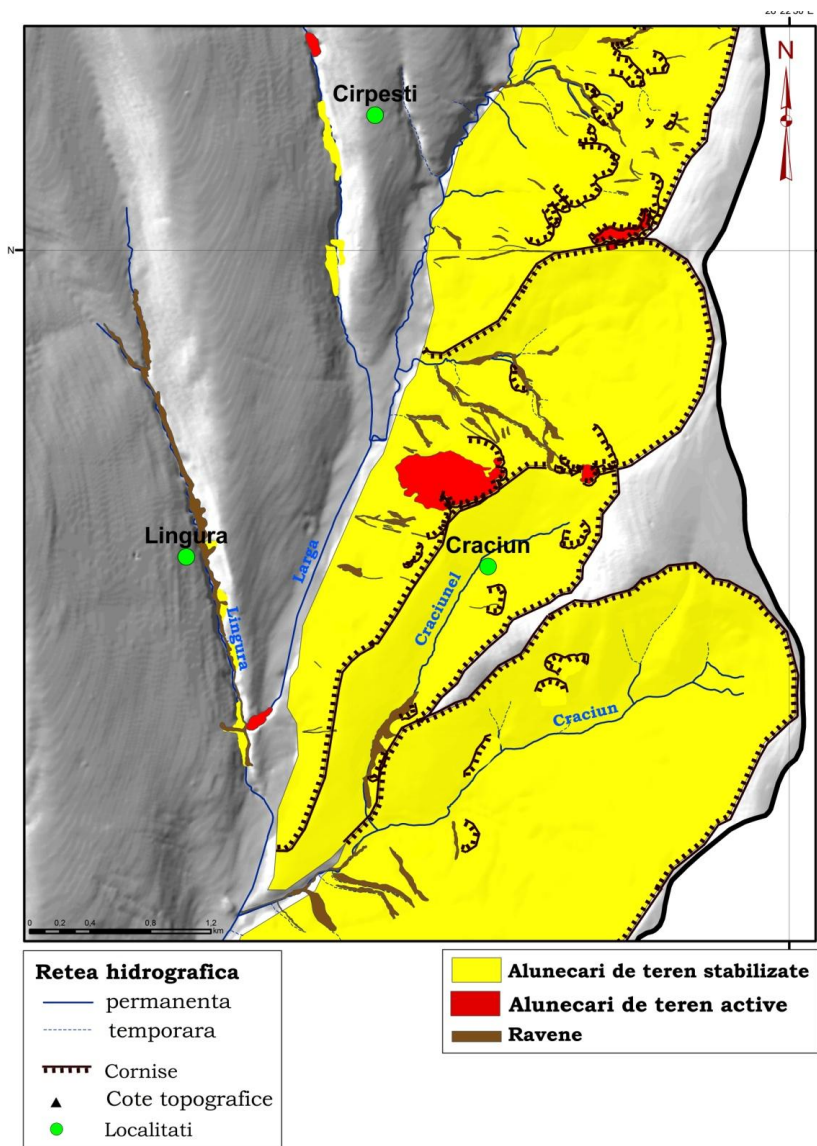 N
Cirpesti
N
Lingura
Larga
Craciun
Craciunel
Lingura
Craciun
0 0,2 0,4 0,8 1,2
km
Retea hidrografica
permanenta
temporara
Cornise
Cote topografice
Localitati
Alunecari de teren stabilizate
Alunecari de teren active
Ravene